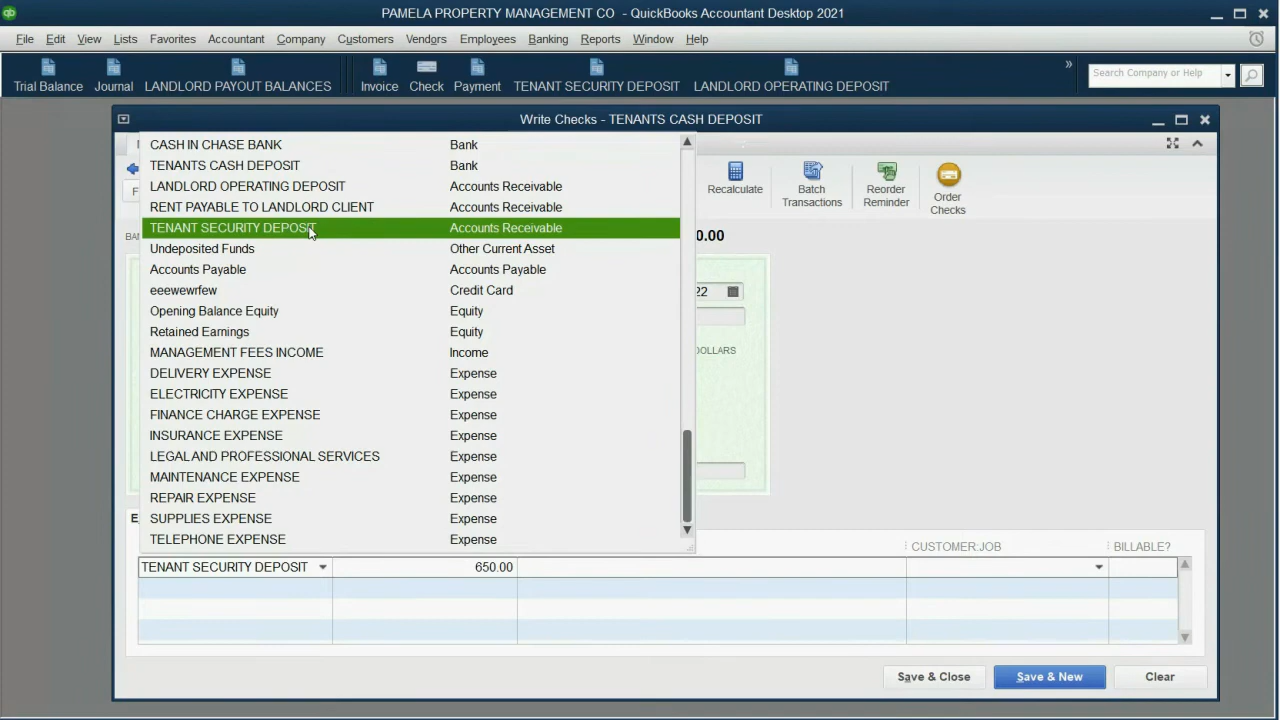 PAMELA PROPERTY MANAGEMENT CO - QuickBooks Accountant Desktop 2021
File Edit View Lists Favorites Accountant Company Customers Vendors Employees Banking Reports Window Help
Trial Balance Journal LANDLORD PAYOUT BALANCES Invoice Check Payment TENANT SECURITY DEPOSIT LANDLORD OPERATING DEPOSIT » Search Company or Help
Write Checks - TENANTS CASH DEPOSIT
CASH IN CHASE BANK Bank
TENANTS CASH DEPOSIT Bank
LANDLORD OPERATING DEPOSIT Accounts Receivable
RENT PAYABLE TO LANDLORD CLIENT Accounts Receivable
TENANT SECURITY DEPOSIT Accounts Receivable
Undeposited Funds Other Current Asset
Accounts Payable Accounts Payable
eeewewrfew Credit Card
Opening Balance Equity Equity
Retained Earnings Equity
MANAGEMENT FEES INCOME Income
DELIVERY EXPENSE Expense
ELECTRICITY EXPENSE Expense
FINANCE CHARGE EXPENSE Expense
INSURANCE EXPENSE Expense
LEGAL AND PROFESSIONAL SERVICES Expense
MAINTENANCE EXPENSE Expense
REPAIR EXPENSE Expense
SUPPLIES EXPENSE Expense
TELEPHONE EXPENSE Expense
Recalculate
Batch Transactions
Reorder Reminder
Order Checks
BAN
0.00
22
DOLLARS
E
CUSTOMER:JOB BILLABLE?
TENANT SECURITY DEPOSIT 650.00
Save & Close Save & New Clear